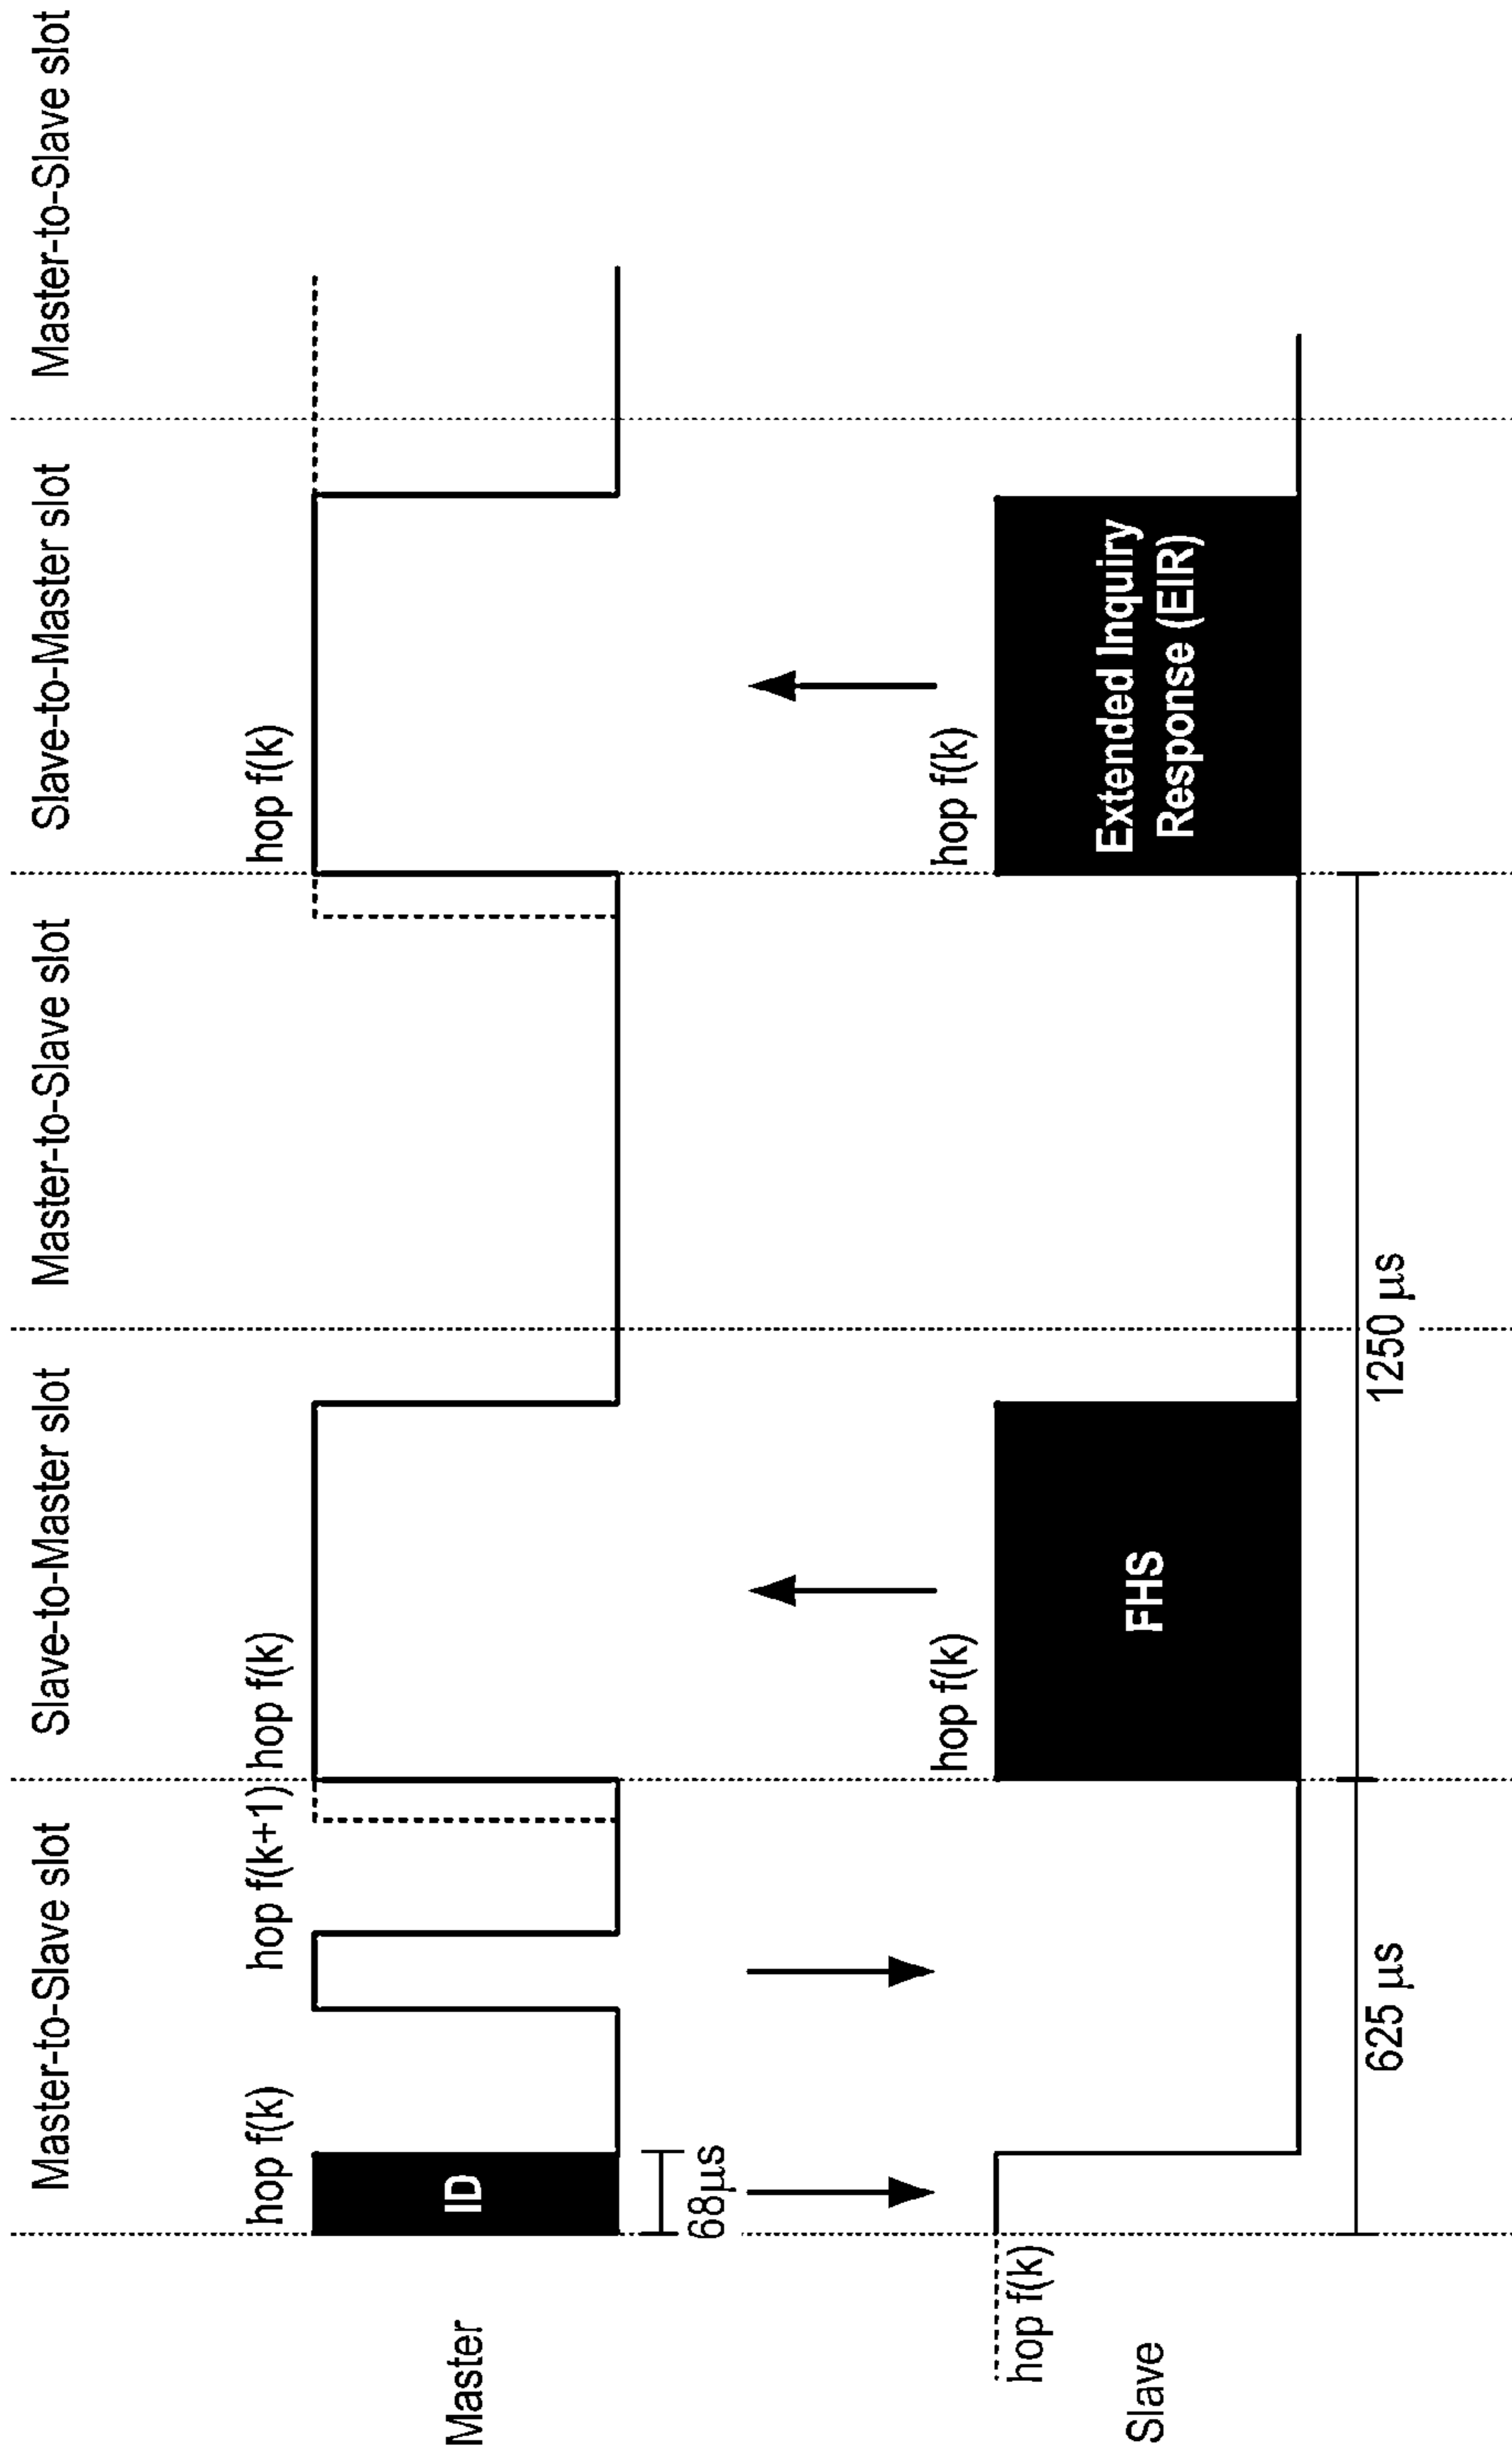 Master-to-Slave slot
Slave-to-Master slot
Master-to-Slave slot
Slave-to-Master slot
Master-to-Slave slot
hop f(k)
hop f(k+1)
hop f(k)
hop f(k)
Master
ID
68µs
hop f(k)
hop f(k)
hop f(k)
Slave
FHS
Extended Inquiry
Response (EIR)
625 µs
1250 µs